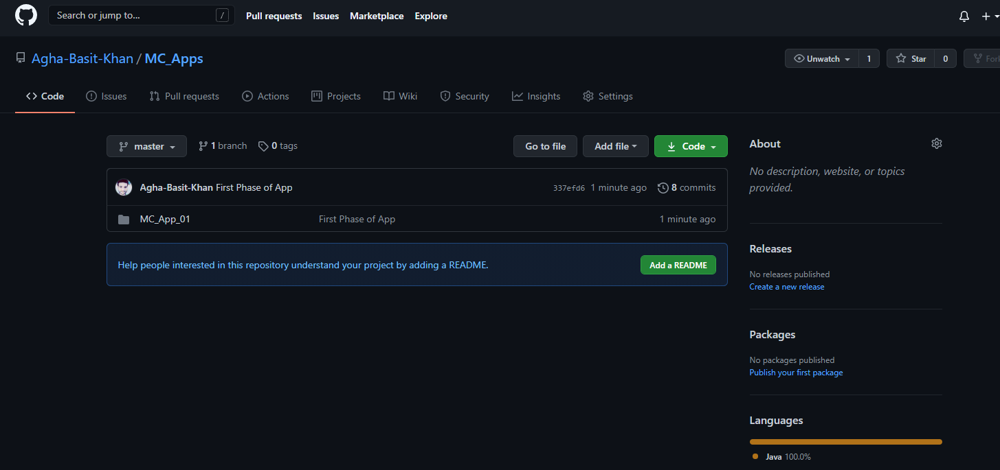 Search or jump to... / Pull requests Issues Marketplace Explore
Agha-Basit-Khan / MC_Apps Unwatch 1 Star 0
Code Issues Pull requests Actions Projects Wiki Security Insights Settings
master 1 branch 0 tags Go to file Add file Code
Agha-Basit-Khan First Phase of App 337efd6 1 minute ago 8 commits
MC_App_01 First Phase of App 1 minute ago
Help people interested in this repository understand your project by adding a README. Add a README
About
No description, website, or topics
provided.
Releases
No releases published
Create a new release
Packages
No packages published
Publish your first package
Languages
Java 100.0%